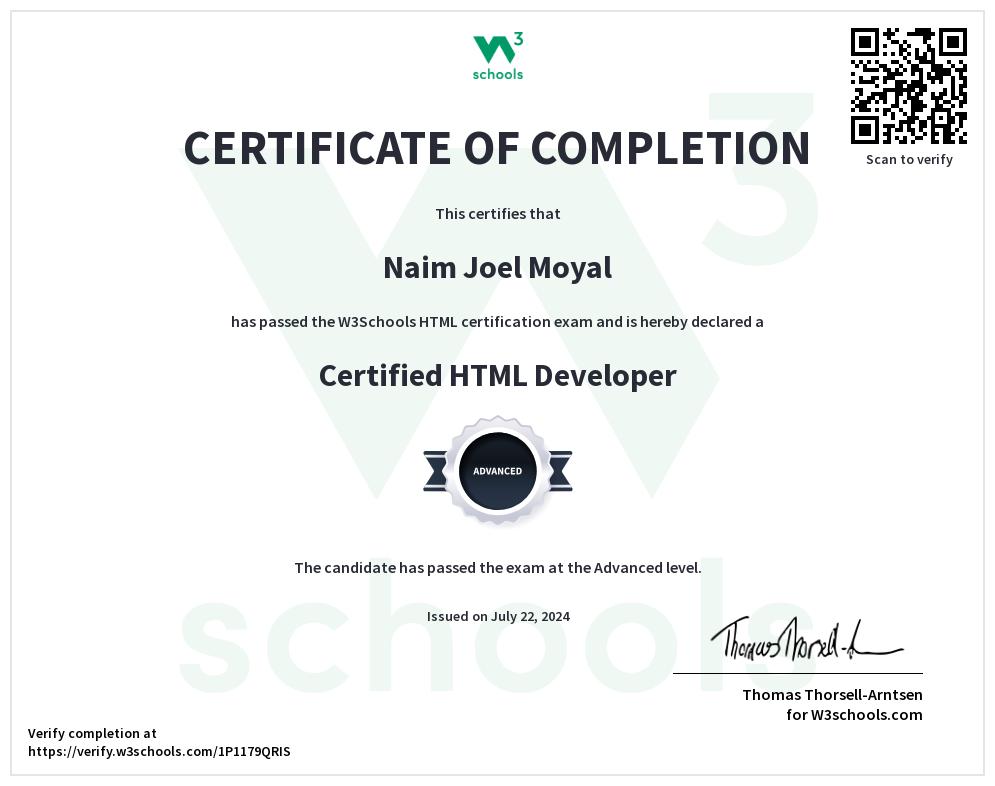 W3
schools
Scan to verify
CERTIFICATE OF COMPLETION
This certifies that
Naim Joel Moyal
has passed the W3Schools HTML certification exam and is hereby declared a
Certified HTML Developer
ADVANCED
The candidate has passed the exam at the Advanced level.
Issued on July 22, 2024
Thomas Thorsell-A
Thomas Thorsell-Arntsen
for W3schools.com
Verify completion at
https://verify.w3schools.com/1P1179QRIS
W3
schools